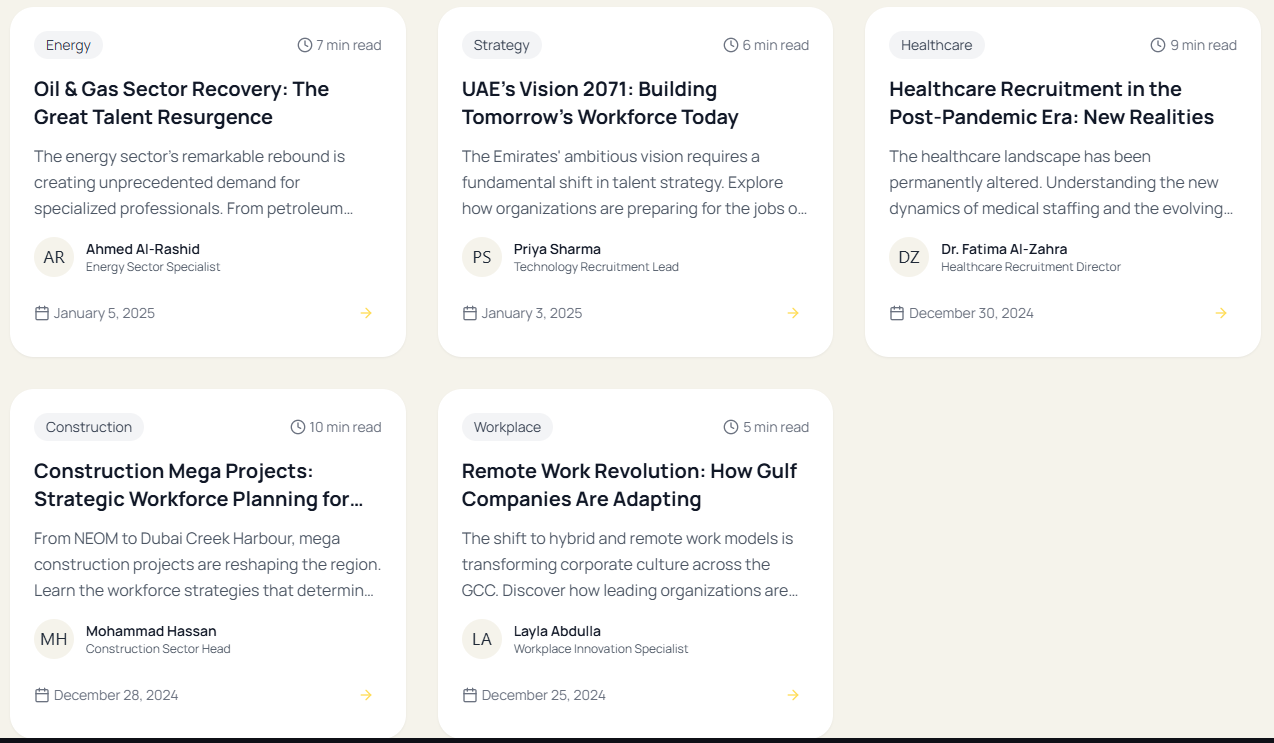 Energy
7 min read
Oil & Gas Sector Recovery: The
Great Talent Resurgence
The energy sector's remarkable rebound is
creating unprecedented demand for
specialized professionals. From petroleum...
AR
Ahmed Al-Rashid
Energy Sector Specialist
January 5, 2025
Strategy
6 min read
UAE's Vision 2071: Building
Tomorrow's Workforce Today
The Emirates' ambitious vision requires a
fundamental shift in talent strategy. Explore
how organizations are preparing for the jobs o...
PS
Priya Sharma
Technology Recruitment Lead
January 3, 2025
Healthcare
9 min read
Healthcare Recruitment in the
Post-Pandemic Era: New Realities
The healthcare landscape has been
permanently altered. Understanding the new
dynamics of medical staffing and the evolving...
DZ
Dr. Fatima Al-Zahra
Healthcare Recruitment Director
December 30, 2024
Construction
10 min read
Construction Mega Projects:
Strategic Workforce Planning for...
From NEOM to Dubai Creek Harbour, mega
construction projects are reshaping the region.
Learn the workforce strategies that determin...
MH
Mohammad Hassan
Construction Sector Head
December 28, 2024
Workplace
5 min read
Remote Work Revolution: How Gulf
Companies Are Adapting
The shift to hybrid and remote work models is
transforming corporate culture across the
GCC. Discover how leading organizations are...
LA
Layla Abdulla
Workplace Innovation Specialist
December 25, 2024